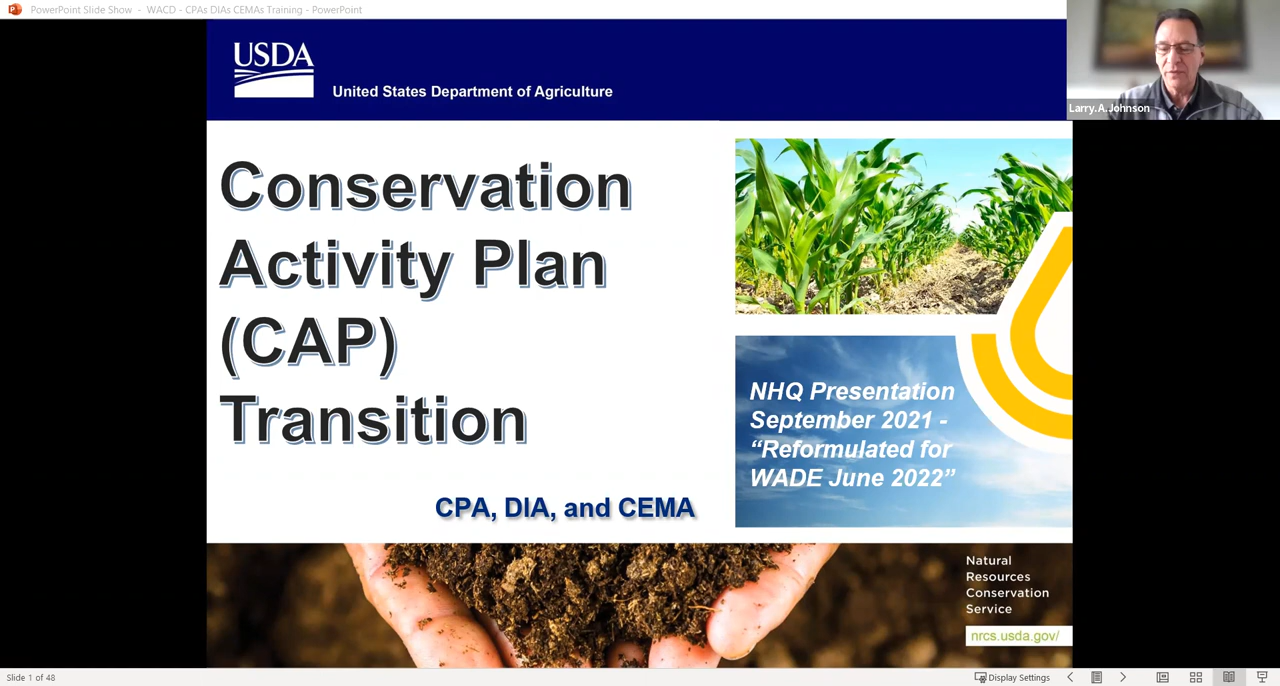 PowerPoint Slide Show - WACD - CPAs DIAs CEMAs Training - PowerPoint
Larry.A.Johnson
USDA
United States Department of Agriculture
Conservation
Activity Plan
(CAP)
Transition
CPA, DIA, and CEMA
NHQ Presentation
September 2021 -
“Reformulated for
WADE June 2022”
Natural
Resources
Conservation
Service
nrcs.usda.gov/
Slide 1 of 48
Display Settings